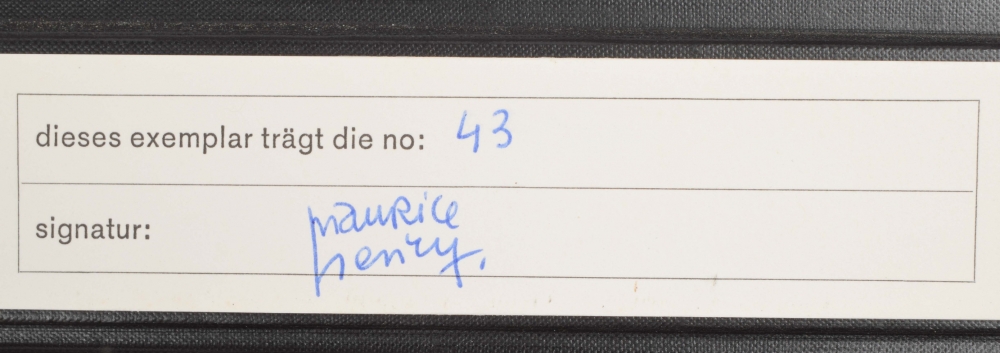 dieses exemplar trägt die no: 43
signatur: maurice
henry.